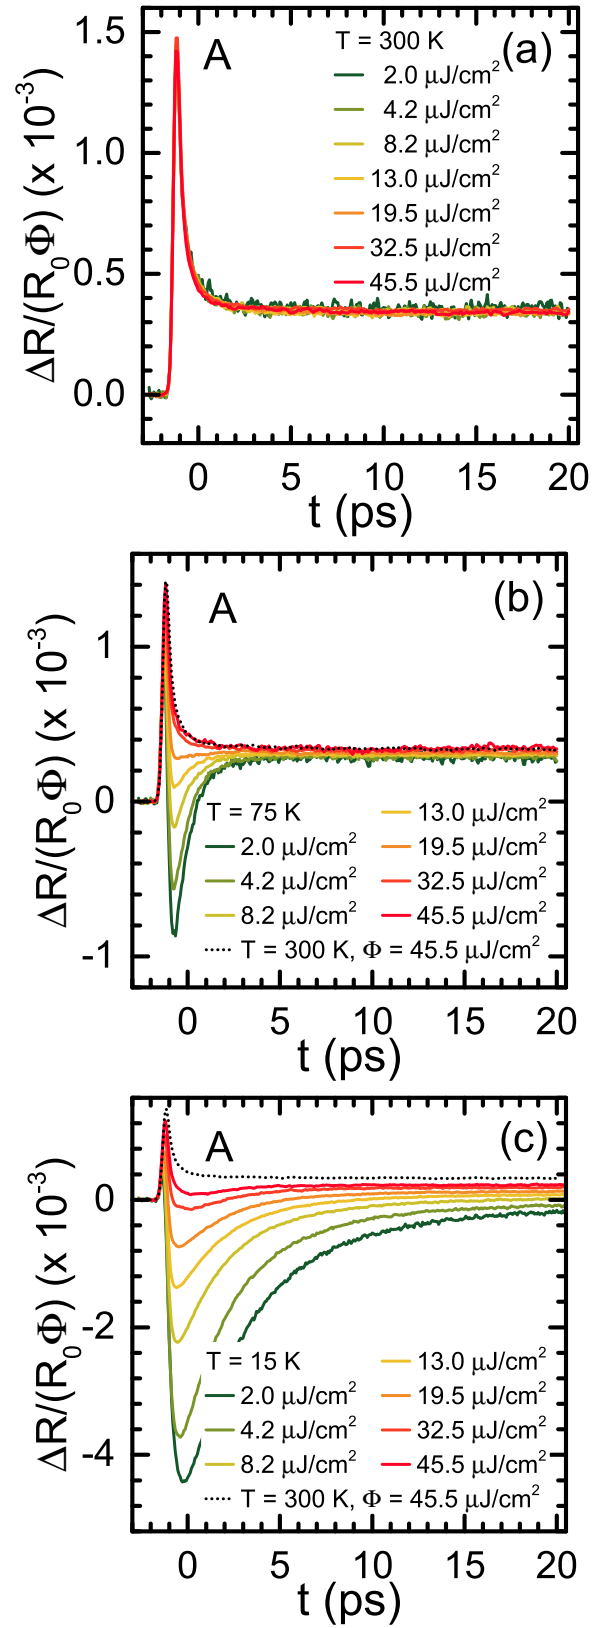 A
(a)
T = 300 K
2.0 μJ/cm²
4.2 μJ/cm²
8.2 μJ/cm²
13.0 μJ/cm²
19.5 μJ/cm²
32.5 μJ/cm²
45.5 μJ/cm²
ΔR/(R₀Φ) (x 10⁻³)
1.5
1.0
0.5
0.0
0 5 10 15 20
t (ps)
A
(b)
ΔR/(R₀Φ) (x 10⁻³)
1
0
-1
T = 75 K
2.0 μJ/cm²
4.2 μJ/cm²
8.2 μJ/cm²
13.0 μJ/cm²
19.5 μJ/cm²
32.5 μJ/cm²
45.5 μJ/cm²
T = 300 K, Φ = 45.5 μJ/cm²
0 5 10 15 20
t (ps)
A
(c)
ΔR/(R₀Φ) (x 10⁻³)
0
-2
-4
T = 15 K
2.0 μJ/cm²
4.2 μJ/cm²
8.2 μJ/cm²
13.0 μJ/cm²
19.5 μJ/cm²
32.5 μJ/cm²
45.5 μJ/cm²
T = 300 K, Φ = 45.5 μJ/cm²
0 5 10 15 20
t (ps)